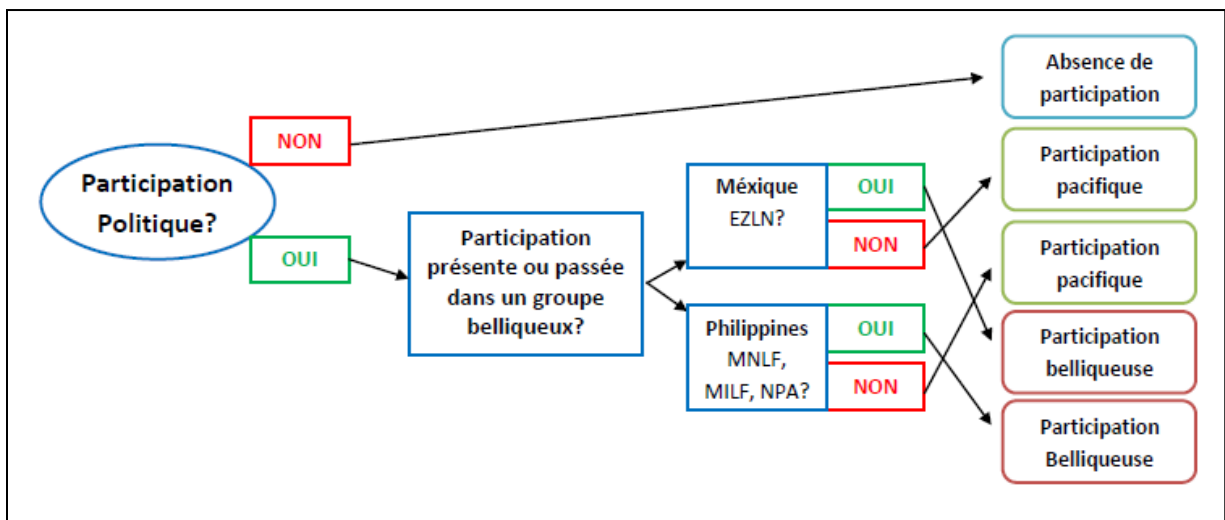 Participation
Politique?
NON
OUI
Participation
présente ou passée
dans un groupe
belliqueux?
Méxique
EZLN?
OUI
NON
Philippines
MNLF,
MILF, NPA?
OUI
NON
Absence de
participation
Participation
pacifique
Participation
pacifique
Participation
belliqueuse
Participation
Belliqueuse